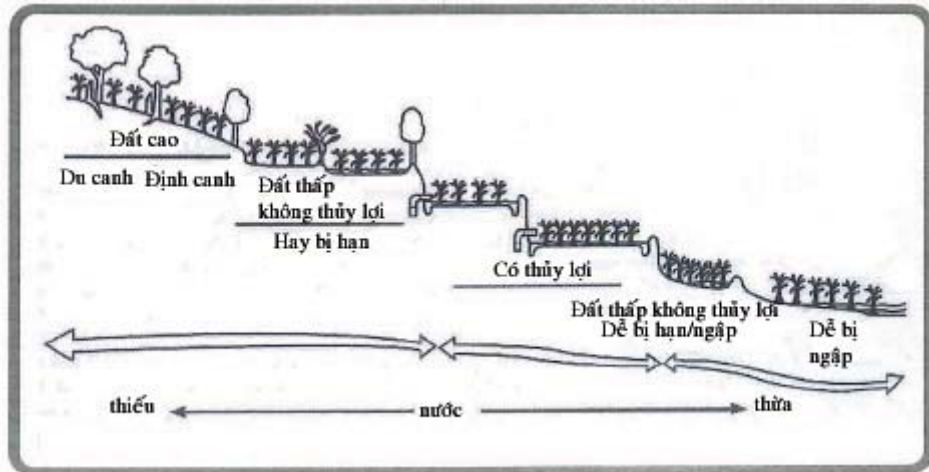 Đất cao
Du canh Định canh
Đất thấp
không thủy lợi
Hay bị hạn
Có thủy lợi
Đất thấp không thủy lợi
Dễ bị hạn/ngập
Dễ bị
ngập
thiếu nước thừa